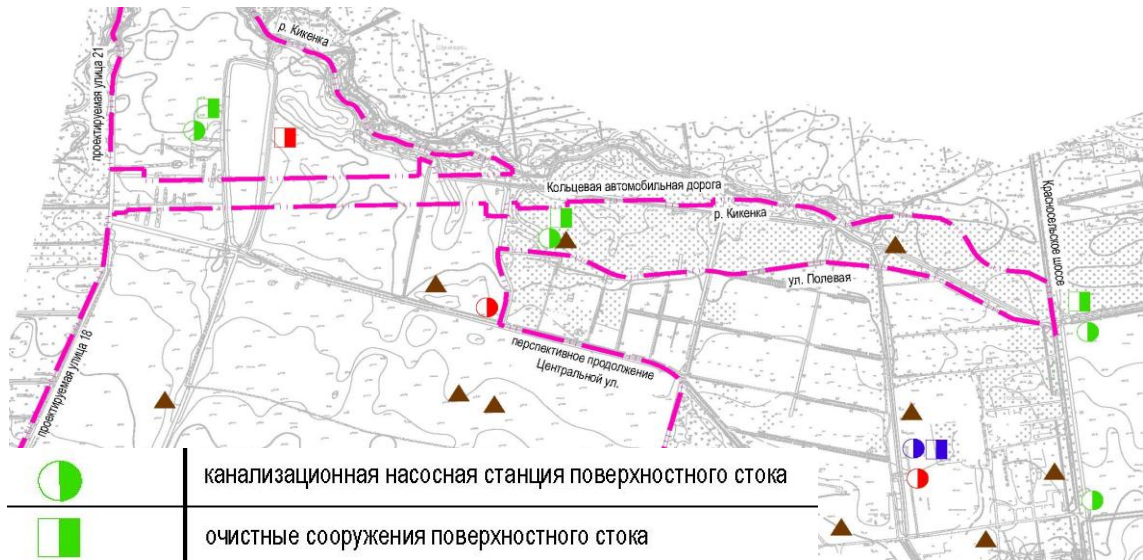 р. Кикенка
проектируемая улица 21
Кольцевая автомобильная дорога
р. Кикенка
Красносельское шоссе
ул. Полевая
проектируемая улица 18
перспективное продолжение
Центральной ул.
канализационная насосная станция поверхностного стока
очистные сооружения поверхностного стока